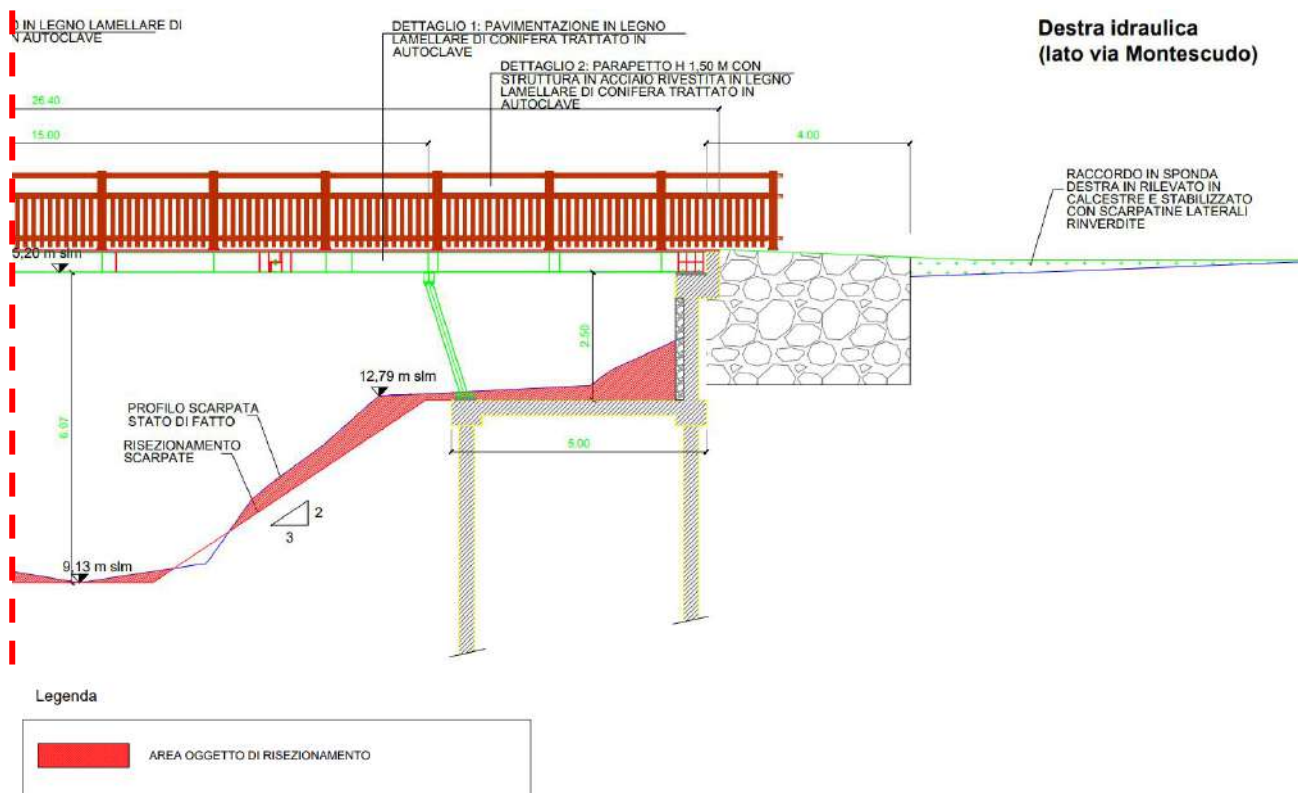 IN LEGNO LAMELLARE DI
AUTOCLAVE
DETTAGLIO 1: PAVIMENTAZIONE IN LEGNO
LAMELLARE DI CONIFERA TRATTATO IN
AUTOCLAVE
DETTAGLIO 2: PARAPETTO H 1,50 M CON
STRUTTURA IN ACCIAIO RIVESTITA IN LEGNO
LAMELLARE DI CONIFERA TRATTATO IN
AUTOCLAVE
Destra idraulica
(lato via Montescudo)
26.40
15.00
4.00
RACCORDO IN SPONDA
DESTRA IN RILEVATO IN
CALCESTRE E STABILIZZATO
CON SCARPATINE LATERALI
RINVERDITE
5,20 m slm
2.50
12,79 m slm
PROFILO SCARPATA
STATO DI FATTO
RISEZIONAMENTO
SCARPATE
6.07
5.00
2
3
9,13 m slm
Legenda
AREA OGGETTO DI RISEZIONAMENTO